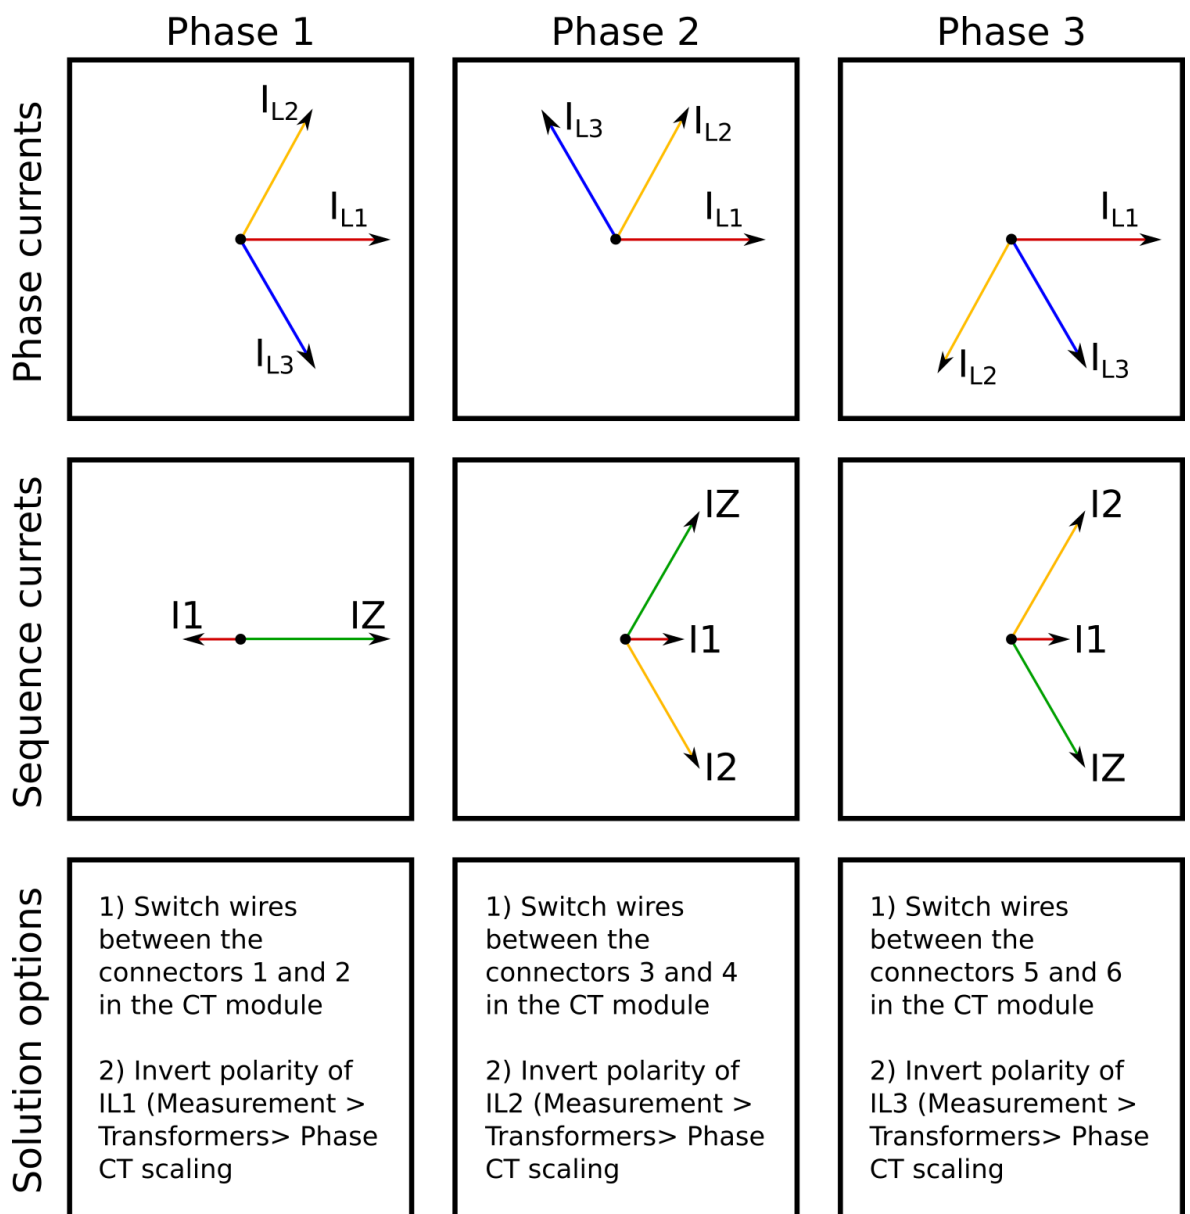 Phase 1
Phase 2
Phase 3
Phase currents
IL2
IL1
IL3
IL3
IL2
IL1
IL1
IL2
IL3
Sequence currets
I1
IZ
IZ
I1
I2
I2
I1
IZ
Solution options
1) Switch wires
between the
connectors 1 and 2
in the CT module
2) Invert polarity of
IL1 (Measurement >
Transformers> Phase
CT scaling
1) Switch wires
between the
connectors 3 and 4
in the CT module
2) Invert polarity of
IL2 (Measurement >
Transformers> Phase
CT scaling
1) Switch wires
between the
connectors 5 and 6
in the CT module
2) Invert polarity of
IL3 (Measurement >
Transformers> Phase
CT scaling